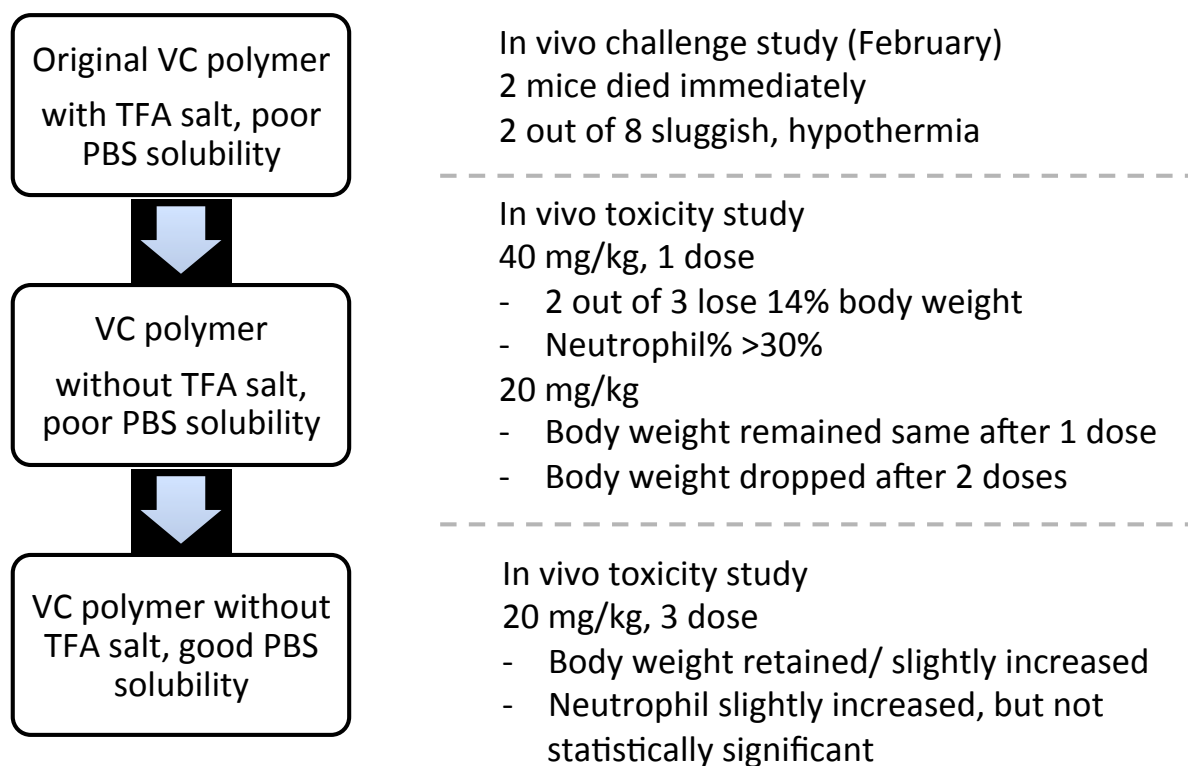 Original VC polymer
with TFA salt, poor
PBS solubility
In vivo challenge study (February)
2 mice died immediately
2 out of 8 sluggish, hypothermia
VC polymer
without TFA salt,
poor PBS solubility
In vivo toxicity study
40 mg/kg, 1 dose
- 2 out of 3 lose 14% body weight
- Neutrophil% >30%
20 mg/kg
- Body weight remained same after 1 dose
- Body weight dropped after 2 doses
VC polymer without
TFA salt, good PBS
solubility
In vivo toxicity study
20 mg/kg, 3 dose
- Body weight retained/ slightly increased
- Neutrophil slightly increased, but not
statistically significant